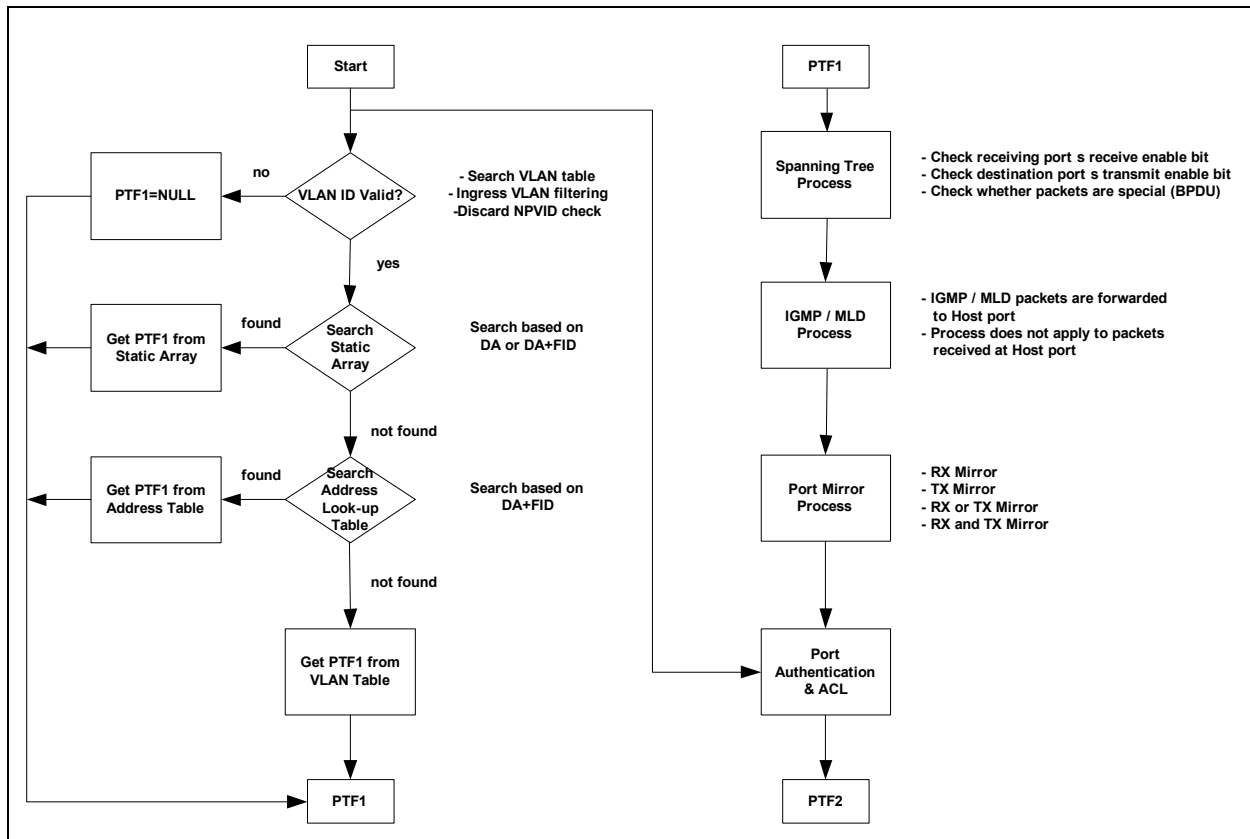 Start
VLAN ID Valid?
no
PTF1=NULL
- Search VLAN table
- Ingress VLAN filtering
-Discard NPVID check
yes
Search
Static
Array
found
Get PTF1 from
Static Array
Search based on
DA or DA+FID
not found
Search
Address
Look-up
Table
found
Get PTF1 from
Address Table
Search based on
DA+FID
not found
Get PTF1 from
VLAN Table
PTF1
PTF1
Spanning Tree
Process
- Check receiving port s receive enable bit
- Check destination port s transmit enable bit
- Check whether packets are special (BPDU)
IGMP / MLD
Process
- IGMP / MLD packets are forwarded
to Host port
- Process does not apply to packets
received at Host port
Port Mirror
Process
- RX Mirror
- TX Mirror
- RX or TX Mirror
- RX and TX Mirror
Port
Authentication
& ACL
PTF2